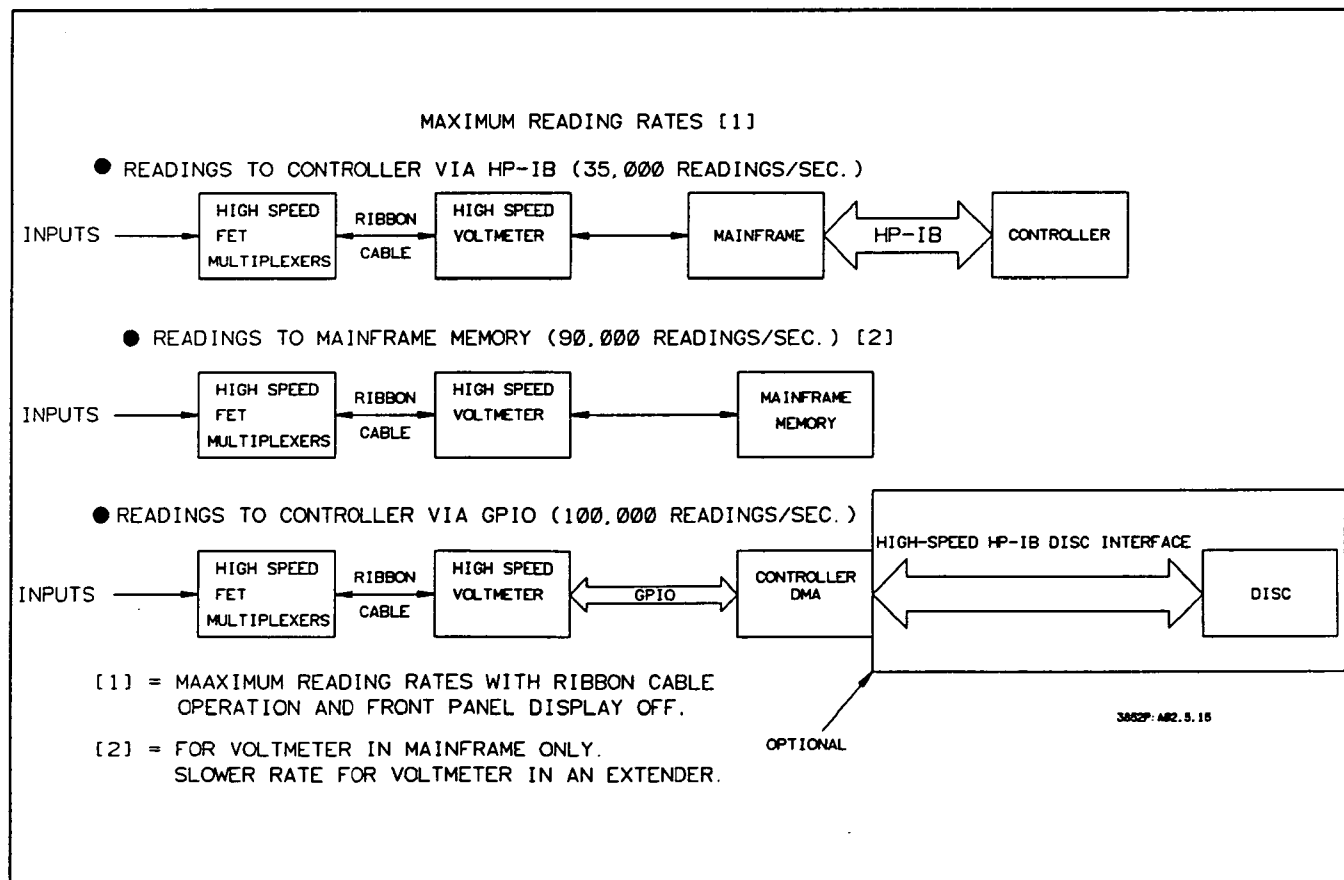 MAXIMUM READING RATES [1]
● READINGS TO CONTROLLER VIA HP-IB (35,000 READINGS/SEC.)
INPUTS
HIGH SPEED
FET
MULTIPLEXERS
RIBBON
CABLE
HIGH SPEED
VOLTMETER
MAINFRAME
HP-IB
CONTROLLER
● READINGS TO MAINFRAME MEMORY (90,000 READINGS/SEC.) [2]
INPUTS
HIGH SPEED
FET
MULTIPLEXERS
RIBBON
CABLE
HIGH SPEED
VOLTMETER
MAINFRAME
MEMORY
● READINGS TO CONTROLLER VIA GPIO (100,000 READINGS/SEC.)
INPUTS
HIGH SPEED
FET
MULTIPLEXERS
RIBBON
CABLE
HIGH SPEED
VOLTMETER
GPIO
CONTROLLER
DMA
HIGH-SPEED HP-IB DISC INTERFACE
DISC
OPTIONAL
[1] = MAAXIMUM READING RATES WITH RIBBON CABLE
OPERATION AND FRONT PANEL DISPLAY OFF.
[2] = FOR VOLTMETER IN MAINFRAME ONLY.
SLOWER RATE FOR VOLTMETER IN AN EXTENDER.